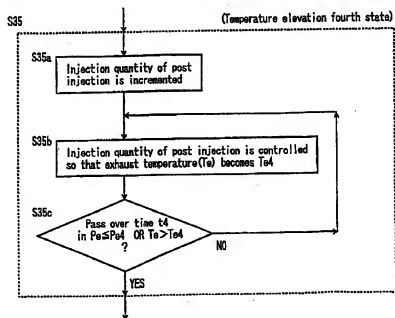 S35
(Temperature elevation fourth state)
S35a
Injection quantity of post
injection is incremented
S35b
Injection quantity of post injection is controlled
so that exhaust temperature(Te) becomes Te4
S35c
Pass over time t4
in Pe≦Pe4 OR Te>Te4
?
NO
YES